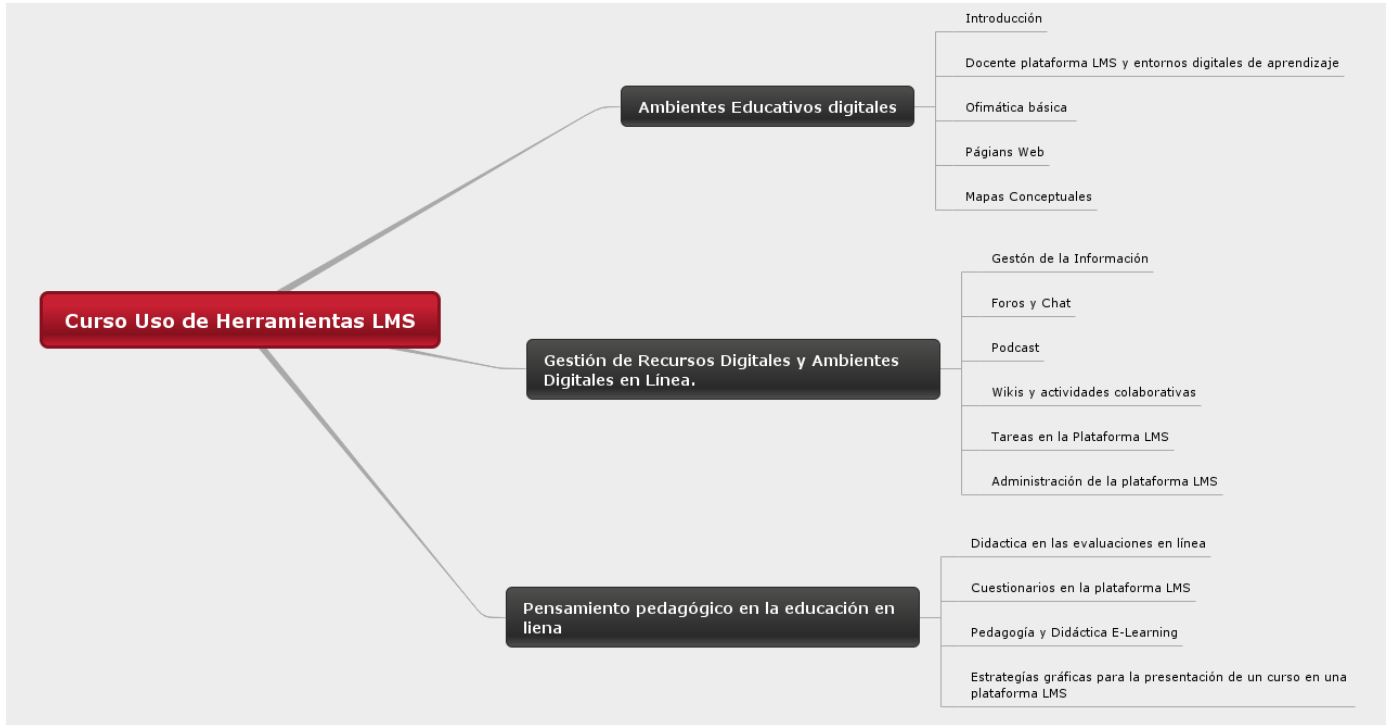 Curso Uso de Herramientas LMS
Ambientes Educativos digitales
Introducción
Docente plataforma LMS y entornos digitales de aprendizaje
Ofimática básica
Págians Web
Mapas Conceptuales
Gestión de Recursos Digitales y Ambientes
Digitales en Línea.
Gestón de la Información
Foros y Chat
Podcast
Wikis y actividades colaborativas
Tareas en la Plataforma LMS
Administración de la plataforma LMS
Pensamiento pedagógico en la educación en
liena
Didactica en las evaluaciones en línea
Cuestionarios en la plataforma LMS
Pedagogía y Didáctica E-Learning
Estrategías gráficas para la presentación de un curso en una
plataforma LMS